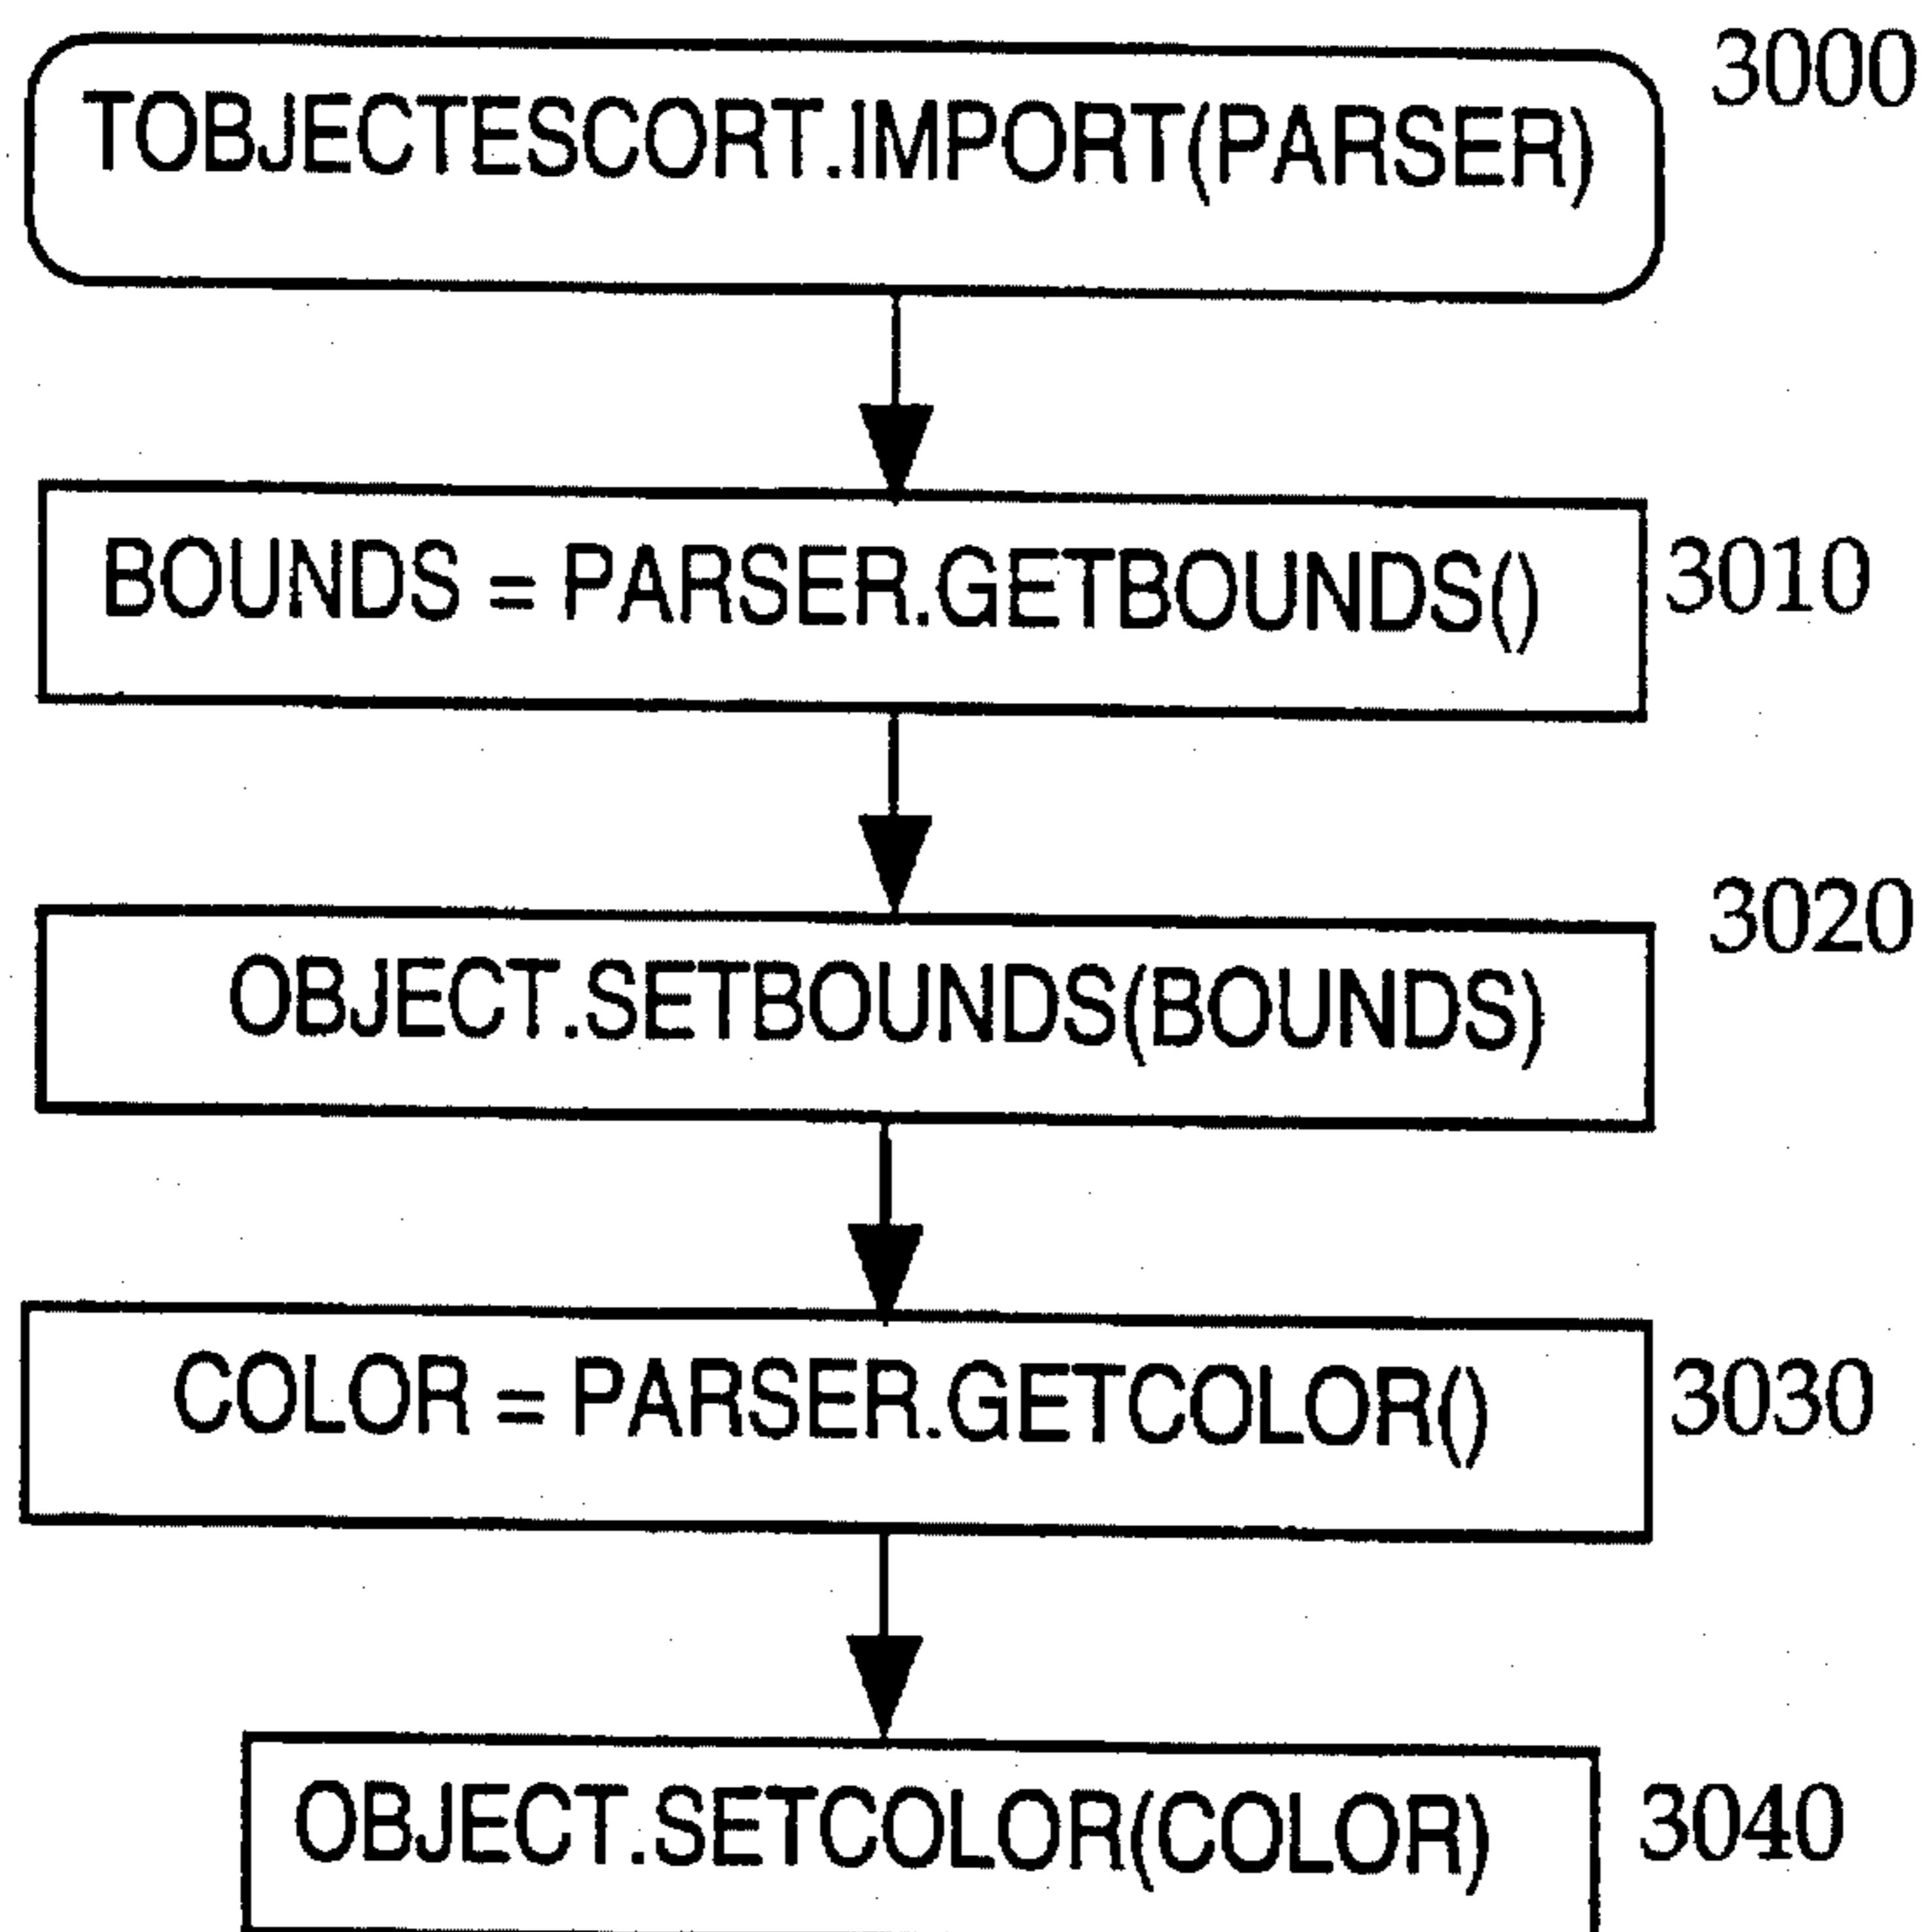 3000
TOBJECTESCORT.IMPORT(PARSER)
BOUNDS = PARSER.GETBOUNDS()
3010
3020
OBJECT.SETBOUNDS(BOUNDS)
COLOR = PARSER.GETCOLOR()
3030
OBJECT.SETCOLOR(COLOR)
3040